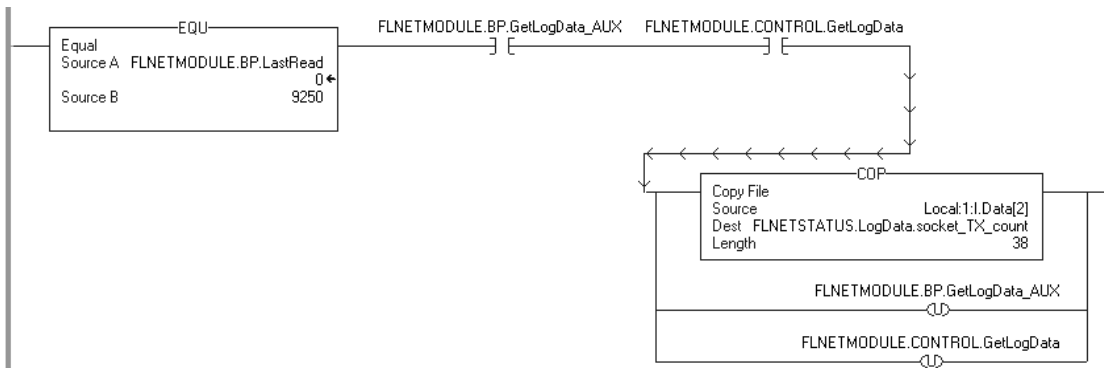 EQU
Equal
Source A FLNETMODULE.BP.LastRead
0
Source B 9250
FLNETMODULE.BP.GetLogData_AUX
FLNETMODULE.CONTROL.GetLogData
COP
Copy File
Source Local:1:I.Data[2]
Dest FLNETSTATUS.LogData.socket_TX_count
Length 38
FLNETMODULE.BP.GetLogData_AUX
U
FLNETMODULE.CONTROL.GetLogData
U